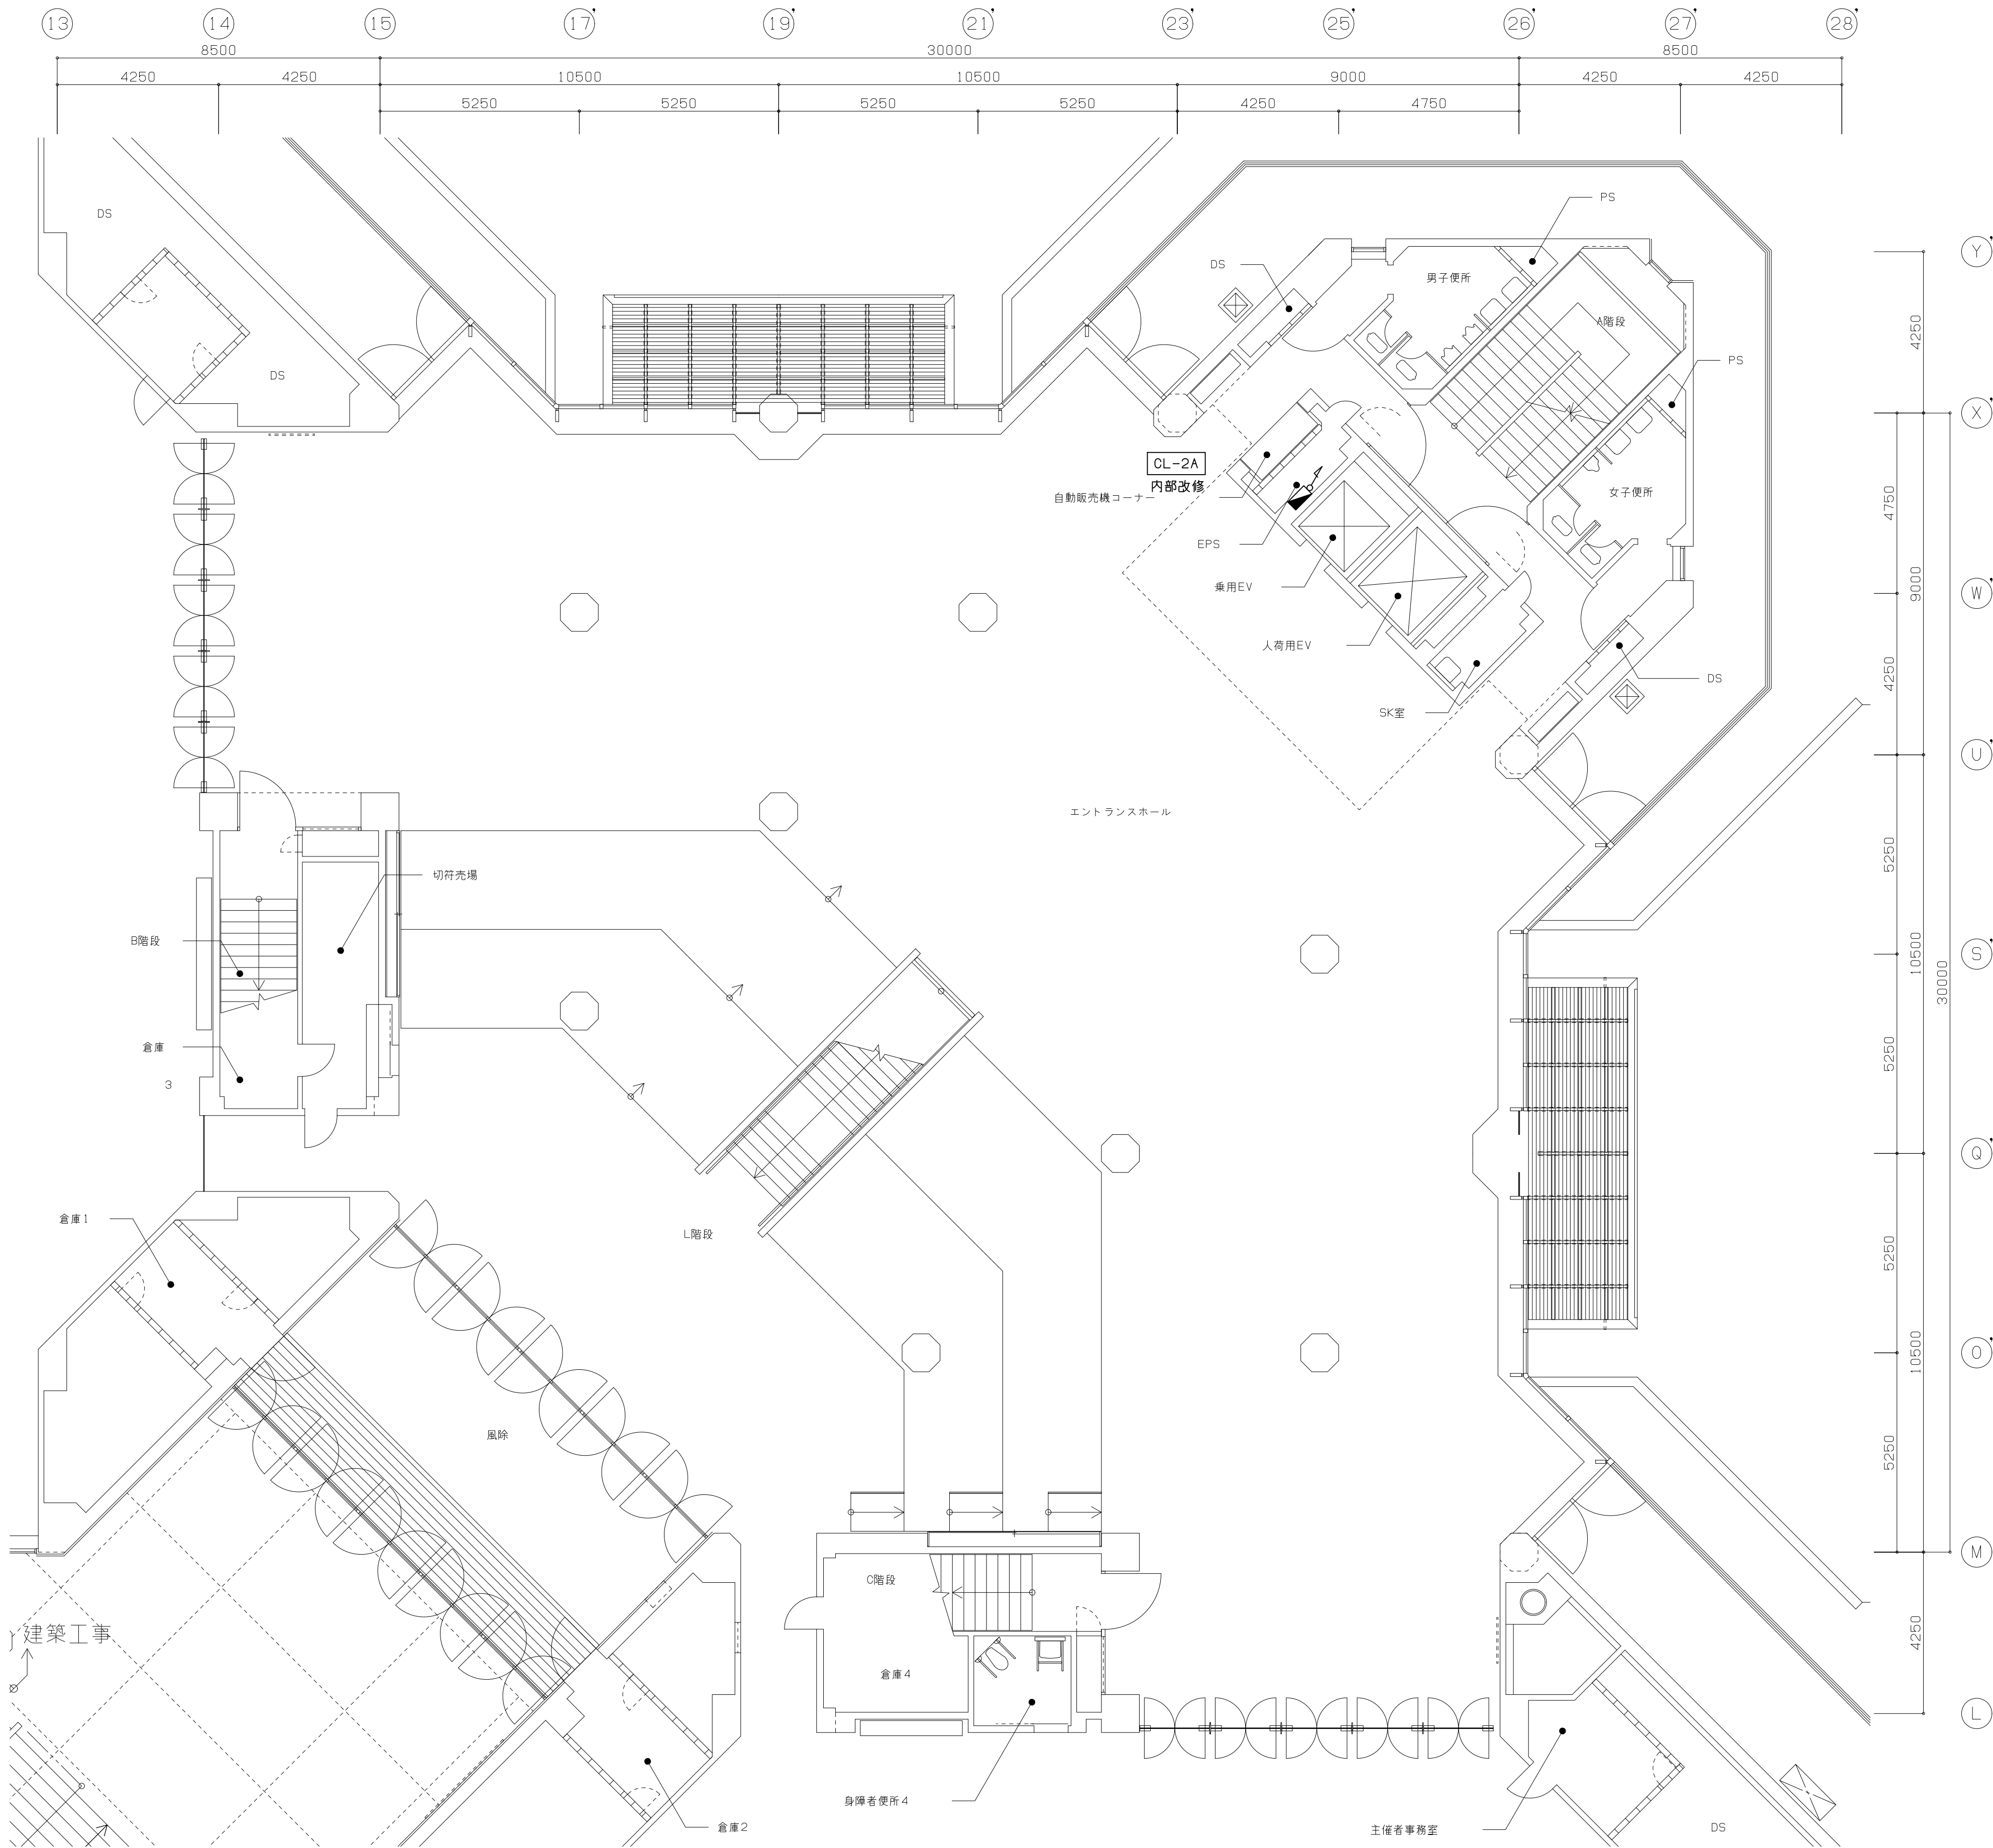 13 14 15 17' 19' 21' 23' 25' 26' 27' 28'
8500 30000 8500
4250 4250 10500 10500 9000 4250 4250
5250 5250 5250 5250 4250 4750
PS
DS
Y'
DS
男子便所
A階段
4250
PS
DS
X'
CL-2A
内部改修
自動販売機コーナー
女子便所
4750
EPS
9000
乗用EV
W'
人荷用EV
4250
DS
SK室
U'
エントランスホール
5250
切符売場
B階段
10500
S'
30000
倉庫
3
5250
Q'
倉庫1
L階段
5250
10500
O'
風除
5250
M
C階段
建築工事
4250
倉庫4
L
身障者便所4
倉庫2
主催者事務室
DS